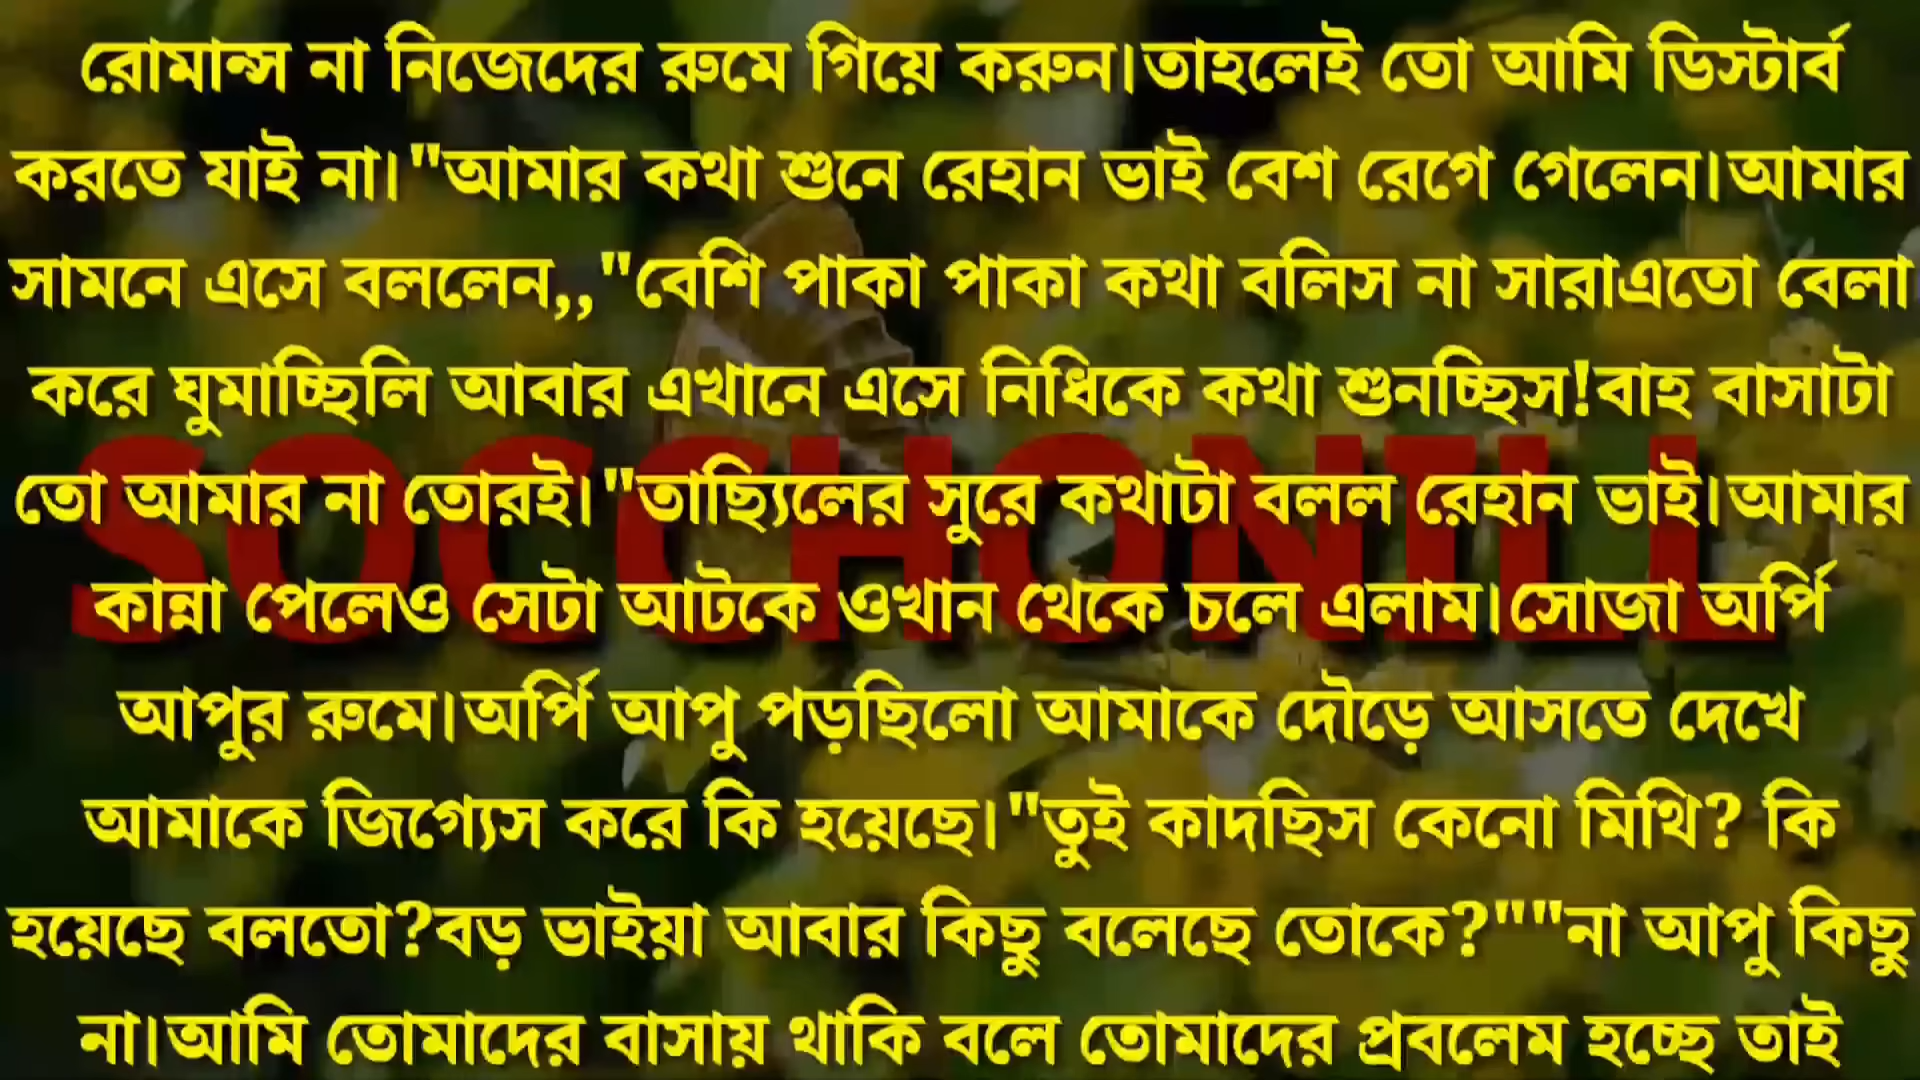 রোমান্স না নিজেদের রুমে গিয়ে করুন।তাহলেই তো আমি ডিস্টার্ব
করতে যাই না।"আমার কথা শুনে রেহান ভাই বেশ রেগে গেলেন।আমার
সামনে এসে বললেন,,"বেশি পাকা পাকা কথা বলিস না সারাএতো বেলা
করে ঘুমাচ্ছিলি আবার এখানে এসে নিধিকে কথা শুনচ্ছিস!বাহ বাসাটা
তো আমার না তোরই।"তাছ্যিলের সুরে কথাটা বলল রেহান ভাই।আমার
SOCCHONILL
কান্না পেলেও সেটা আটকে ওখান থেকে চলে এলাম।সোজা অর্পি
আপুর রুমে।অর্পি আপু পড়ছিলো আমাকে দৌড়ে আসতে দেখে
আমাকে জিগ্যেস করে কি হয়েছে।"তুই কাদছিস কেনো মিথি? কি
হয়েছে বলতো?বড় ভাইয়া আবার কিছু বলেছে তোকে?""না আপু কিছু
না।আমি তোমাদের বাসায় থাকি বলে তোমাদের প্রবলেম হচ্ছে তাই